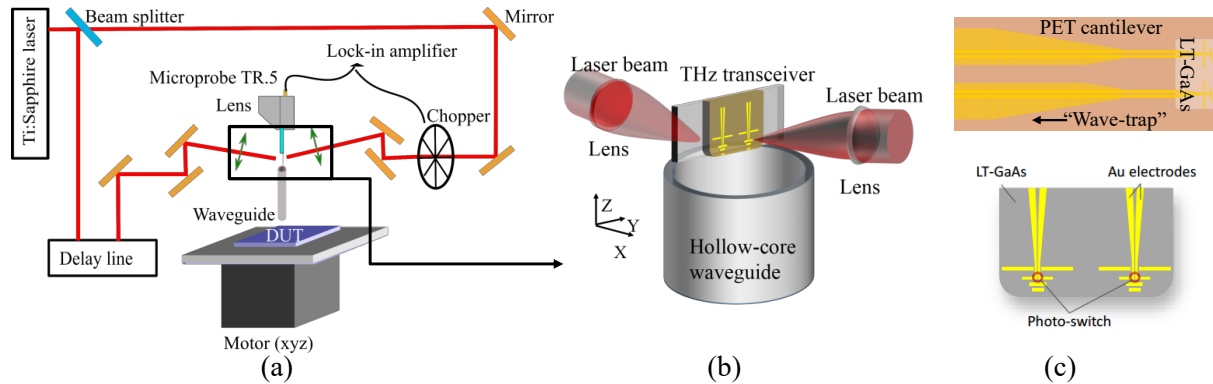 Ti:Sapphire laser
Beam splitter
Mirror
Lock-in amplifier
Microprobe TR.5
Lens
Chopper
Waveguide
DUT
Delay line
Motor (xyz)
(a)
Laser beam
THz transceiver
Laser beam
Lens
Lens
Z
Y
X
Hollow-core
waveguide
(b)
PET cantilever
LT-GaAs
“Wave-trap”
LT-GaAs
Au electrodes
Photo-switch
(c)